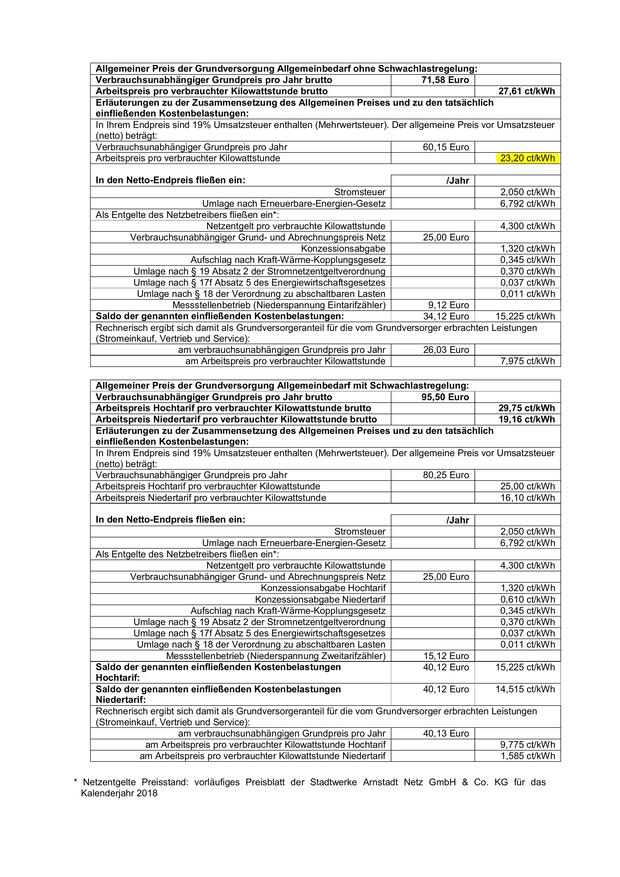 Allgemeiner Preis der Grundversorgung Allgemeinbedarf ohne Schwachlastregelung:
Verbrauchsunabhängiger Grundpreis pro Jahr brutto 71,58 Euro
Arbeitspreis pro verbrauchter Kilowattstunde brutto 27,61 ct/kWh
Erläuterungen zu der Zusammensetzung des Allgemeinen Preises und zu den tatsächlich
einfließenden Kostenbelastungen:
In Ihrem Endpreis sind 19% Umsatzsteuer enthalten (Mehrwertsteuer). Der allgemeine Preis vor Umsatzsteuer
(netto) beträgt:
Verbrauchsunabhängiger Grundpreis pro Jahr 60,15 Euro
Arbeitspreis pro verbrauchter Kilowattstunde 23,20 ct/kWh
In den Netto-Endpreis fließen ein: /Jahr
Stromsteuer 2,050 ct/kWh
Umlage nach Erneuerbare-Energien-Gesetz 6,792 ct/kWh
Als Entgelte des Netzbetreibers fließen ein*:
Netzentgelt pro verbrauchte Kilowattstunde 4,300 ct/kWh
Verbrauchsunabhängiger Grund- und Abrechnungspreis Netz 25,00 Euro
Konzessionsabgabe 1,320 ct/kWh
Aufschlag nach Kraft-Wärme-Kopplungsgesetz 0,345 ct/kWh
Umlage nach § 19 Absatz 2 der Stromnetzentgeltverordnung 0,370 ct/kWh
Umlage nach § 17f Absatz 5 des Energiewirtschaftsgesetzes 0,037 ct/kWh
Umlage nach § 18 der Verordnung zu abschaltbaren Lasten 0,011 ct/kWh
Messstellenbetrieb (Niederspannung Eintarifzähler) 9,12 Euro
Saldo der genannten einfließenden Kostenbelastungen: 34,12 Euro 15,225 ct/kWh
Rechnerisch ergibt sich damit als Grundversorgeranteil für die vom Grundversorger erbrachten Leistungen
(Stromeinkauf, Vertrieb und Service):
am verbrauchsunabhängigen Grundpreis pro Jahr 26,03 Euro
am Arbeitspreis pro verbrauchter Kilowattstunde 7,975 ct/kWh
Allgemeiner Preis der Grundversorgung Allgemeinbedarf mit Schwachlastregelung:
Verbrauchsunabhängiger Grundpreis pro Jahr brutto 95,50 Euro
Arbeitspreis Hochtarif pro verbrauchter Kilowattstunde brutto 29,75 ct/kWh
Arbeitspreis Niedertarif pro verbrauchter Kilowattstunde brutto 19,16 ct/kWh
Erläuterungen zu der Zusammensetzung des Allgemeinen Preises und zu den tatsächlich
einfließenden Kostenbelastungen:
In Ihrem Endpreis sind 19% Umsatzsteuer enthalten (Mehrwertsteuer). Der allgemeine Preis vor Umsatzsteuer
(netto) beträgt:
Verbrauchsunabhängiger Grundpreis pro Jahr 80,25 Euro
Arbeitspreis Hochtarif pro verbrauchter Kilowattstunde 25,00 ct/kWh
Arbeitspreis Niedertarif pro verbrauchter Kilowattstunde 16,10 ct/kWh
In den Netto-Endpreis fließen ein: /Jahr
Stromsteuer 2,050 ct/kWh
Umlage nach Erneuerbare-Energien-Gesetz 6,792 ct/kWh
Als Entgelte des Netzbetreibers fließen ein*:
Netzentgelt pro verbrauchter Kilowattstunde 4,300 ct/kWh
Verbrauchsunabhängiger Grund- und Abrechnungspreis Netz 25,00 Euro
Konzessionsabgabe Hochtarif 1,320 ct/kWh
Konzessionsabgabe Niedertarif 0,610 ct/kWh
Aufschlag nach Kraft-Wärme-Kopplungsgesetz 0,345 ct/kWh
Umlage nach § 19 Absatz 2 der Stromnetzentgeltverordnung 0,370 ct/kWh
Umlage nach § 17f Absatz 5 des Energiewirtschaftsgesetzes 0,037 ct/kWh
Umlage nach § 18 der Verordnung zu abschaltbaren Lasten 0,011 ct/kWh
Messstellenbetrieb (Niederspannung Zweitarifzähler) 15,12 Euro
Saldo der genannten einfließenden Kostenbelastungen 40,12 Euro 15,225 ct/kWh
Hochtarif:
Saldo der genannten einfließenden Kostenbelastungen 40,12 Euro 14,515 ct/kWh
Niedertarif:
Rechnerisch ergibt sich damit als Grundversorgeranteil für die vom Grundversorger erbrachten Leistungen
(Stromeinkauf, Vertrieb und Service):
am verbrauchsunabhängigen Grundpreis pro Jahr 40,13 Euro
am Arbeitspreis pro verbrauchter Kilowattstunde Hochtarif 9,775 ct/kWh
am Arbeitspreis pro verbrauchter Kilowattstunde Niedertarif 1,585 ct/kWh
* Netzentgelte Preisstand: vorläufiges Preisblatt der Stadtwerke Arnstadt Netz GmbH & Co. KG für das
Kalenderjahr 2018